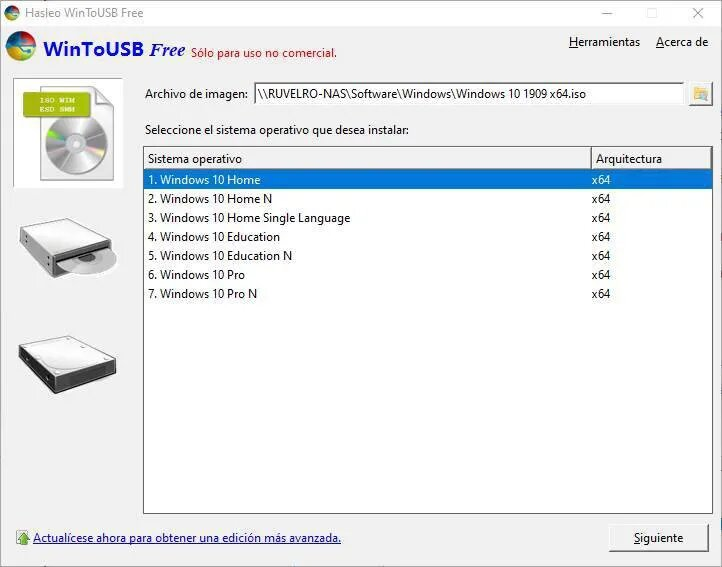 Hasleo WinToUSB Free
WinToUSB Free Sólo para uso no comercial.
Herramientas Acerca de
ISO WIM
ESD SWM
Archivo de imagen: \\RUVELRO-NAS\Software\Windows\Windows 10 1909 x64.iso
Seleccione el sistema operativo que desea instalar:
Sistema operativo Arquitectura
1. Windows 10 Home x64
2. Windows 10 Home N x64
3. Windows 10 Home Single Language x64
4. Windows 10 Education x64
5. Windows 10 Education N x64
6. Windows 10 Pro x64
7. Windows 10 Pro N x64
Actualícese ahora para obtener una edición más avanzada.
Siguiente